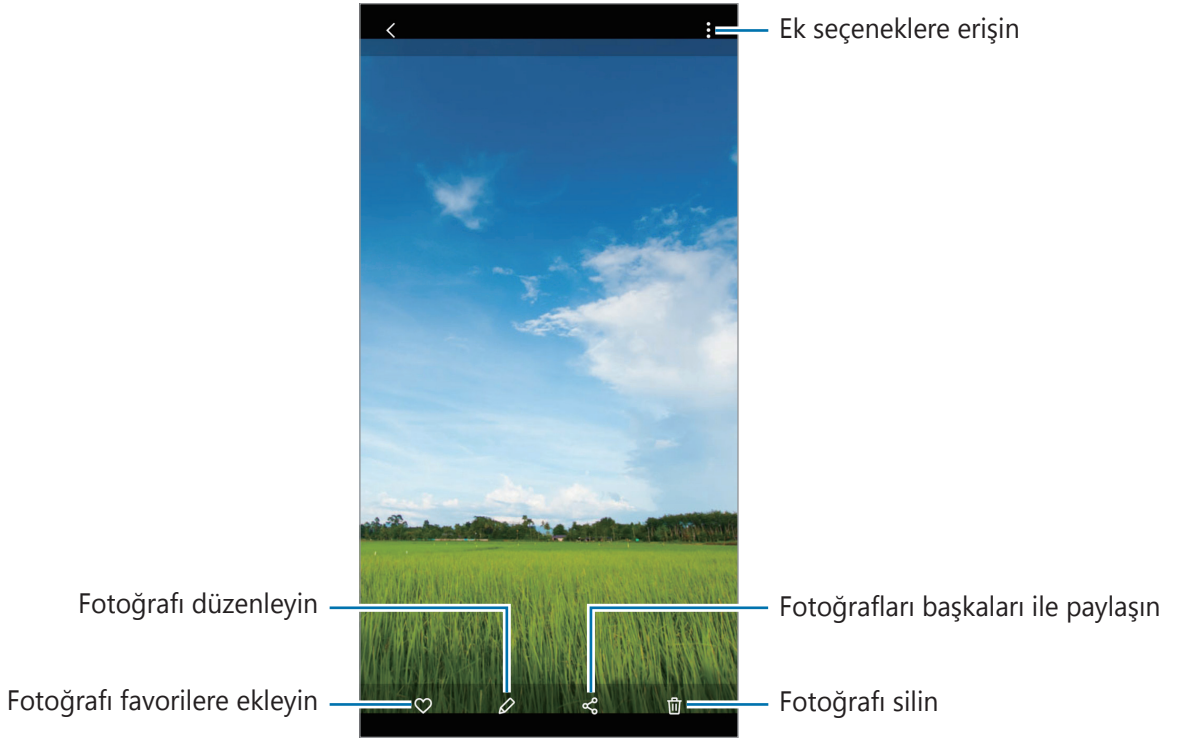 Ek seçeneklere erişin
Fotoğrafı düzenleyin
Fotoğrafları başkaları ile paylaşın
Fotoğrafı favorilere ekleyin
Fotoğrafı silin